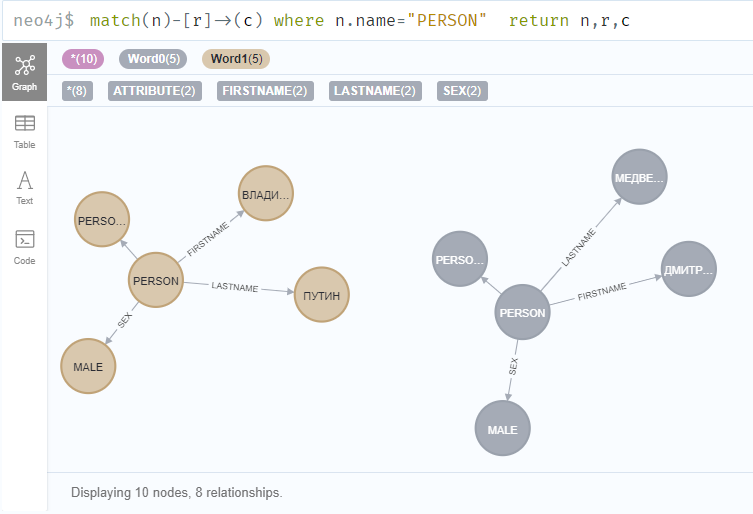 neo4j$ match(n)-[r]→(c) where n.name="PERSON" return n,r,c
*(10) Word0(5) Word1(5)
*(8) ATTRIBUTE(2) FIRSTNAME(2) LASTNAME(2) SEX(2)
Graph
Table
Text
Code
PERSO...
ВЛАДИ...
FIRSTNAME
PERSON
LASTNAME
ПУТИН
SEX
MALE
МЕДВЕ...
LASTNAME
PERSO...
ДМИТР...
FIRSTNAME
PERSON
SEX
MALE
Displaying 10 nodes, 8 relationships.